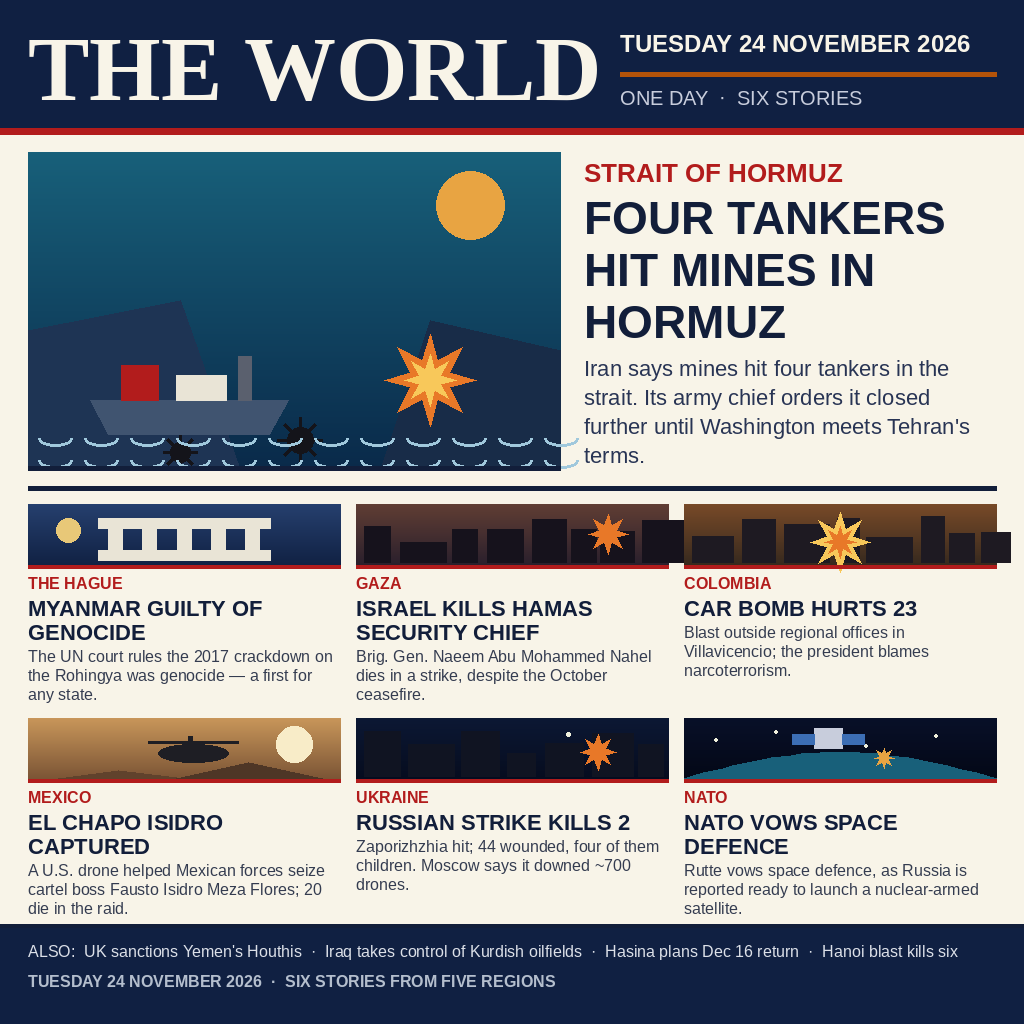 THE WORLD
TUESDAY 24 NOVEMBER 2026
ONE DAY · SIX STORIES
STRAIT OF HORMUZ
FOUR TANKERS
HIT MINES IN
HORMUZ
Iran says mines hit four tankers in the
strait. Its army chief orders it closed
further until Washington meets Tehran's
terms.
THE HAGUE
MYANMAR GUILTY OF
GENOCIDE
The UN court rules the 2017 crackdown on
the Rohingya was genocide — a first for
any state.
GAZA
ISRAEL KILLS HAMAS
SECURITY CHIEF
Brig. Gen. Naeem Abu Mohammed Nahel
dies in a strike, despite the October
ceasefire.
COLOMBIA
CAR BOMB HURTS 23
Blast outside regional offices in
Villavicencio; the president blames
narcoterrorism.
MEXICO
EL CHAPO ISIDRO
CAPTURED
A U.S. drone helped Mexican forces seize
cartel boss Fausto Isidro Meza Flores; 20
die in the raid.
UKRAINE
RUSSIAN STRIKE KILLS 2
Zaporizhzhia hit; 44 wounded, four of them
children. Moscow says it downed ~700
drones.
NATO
NATO VOWS SPACE
DEFENCE
Rutte vows space defence, as Russia is
reported ready to launch a nuclear-armed
satellite.
ALSO: UK sanctions Yemen's Houthis · Iraq takes control of Kurdish oilfields · Hasina plans Dec 16 return · Hanoi blast kills six
TUESDAY 24 NOVEMBER 2026 · SIX STORIES FROM FIVE REGIONS